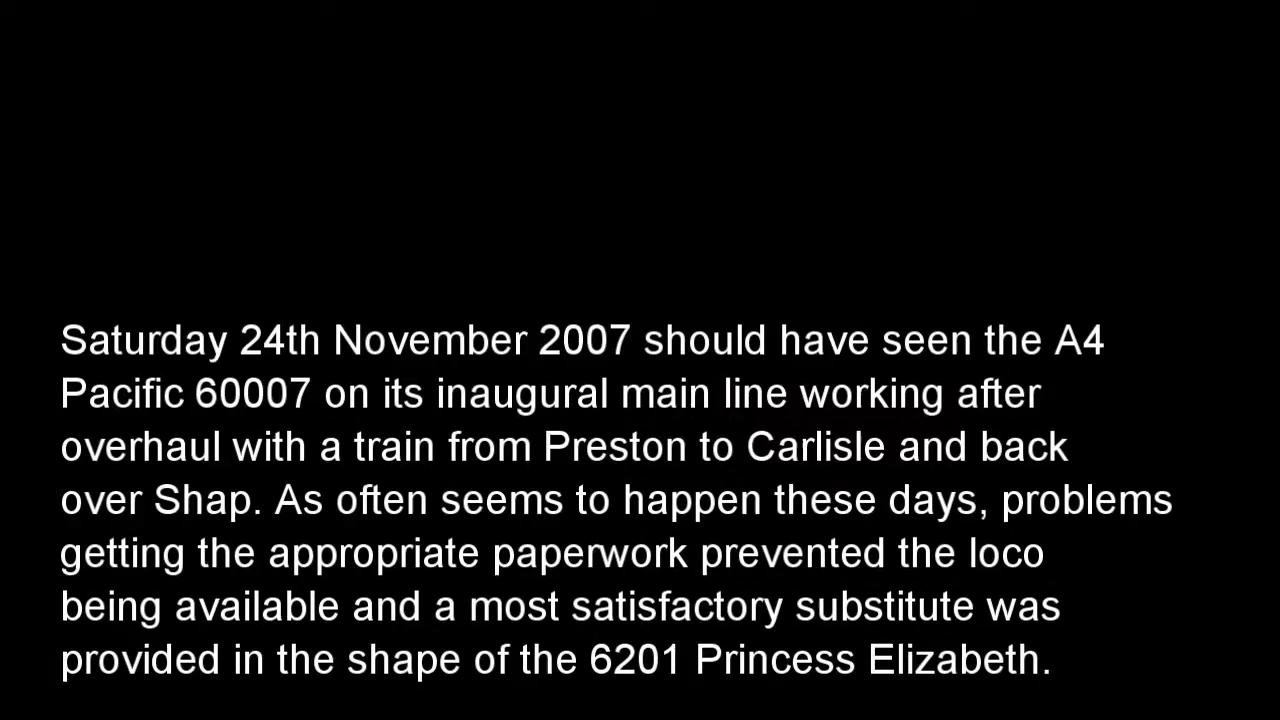 Saturday 24th November 2007 should have seen the A4
Pacific 60007 on its inaugural main line working after
overhaul with a train from Preston to Carlisle and back
over Shap. As often seems to happen these days, problems
getting the appropriate paperwork prevented the loco
being available and a most satisfactory substitute was
provided in the shape of the 6201 Princess Elizabeth.